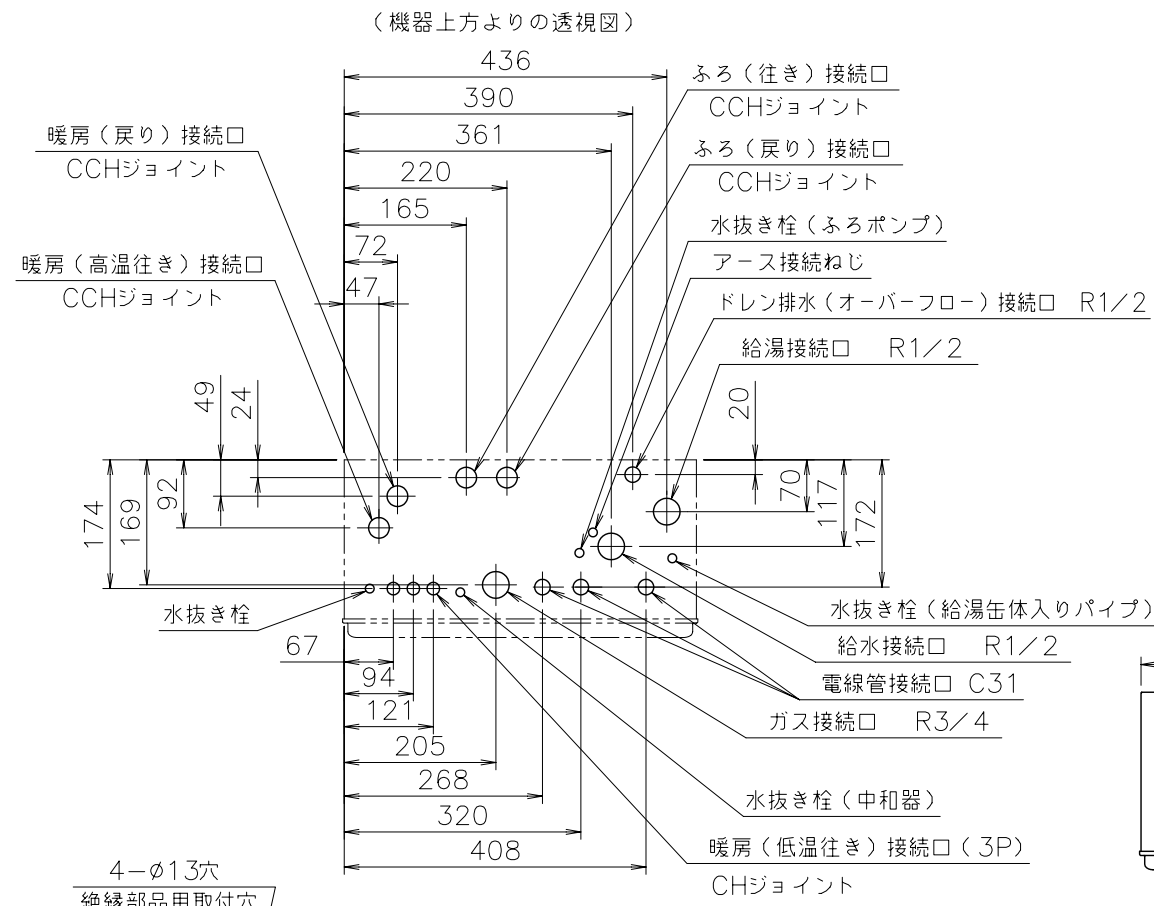 (機器上方よりの透視図)
436
ふろ(往き)接続口
CCHジョイント
390
暖房(戻り)接続口
CCHジョイント
361
ふろ(戻り)接続口
CCHジョイント
220
165
水抜き栓(ふろポンプ)
72
アース接続ねじ
暖房(高温往き)接続口
CCHジョイント
47
ドレン排水(オーバーフロー)接続口 R1/2
給湯接続口 R1/2
49
24
20
174
169
92
70
117
172
水抜き栓
水抜き栓(給湯缶体入りパイプ)
67
給水接続口 R1/2
94
電線管接続口 C31
121
ガス接続口 R3/4
205
268
水抜き栓(中和器)
320
408
暖房(低温往き)接続口(3P)
CHジョイント
4-φ13穴
絶縁部品用取付穴